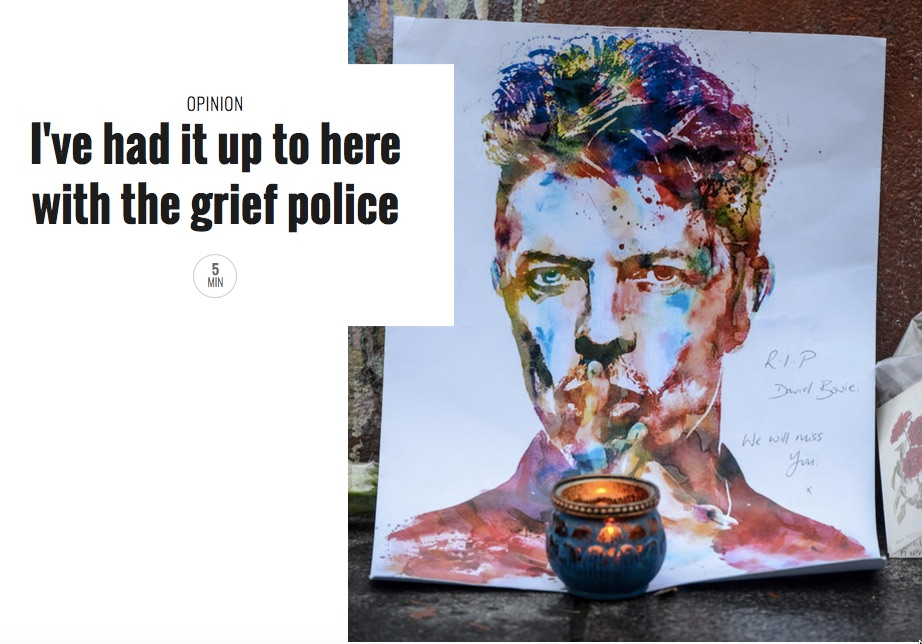 OPINION
I've had it up to here
with the grief police
5
MIN
R.I.P
David Bowie.
We will miss
You.
x